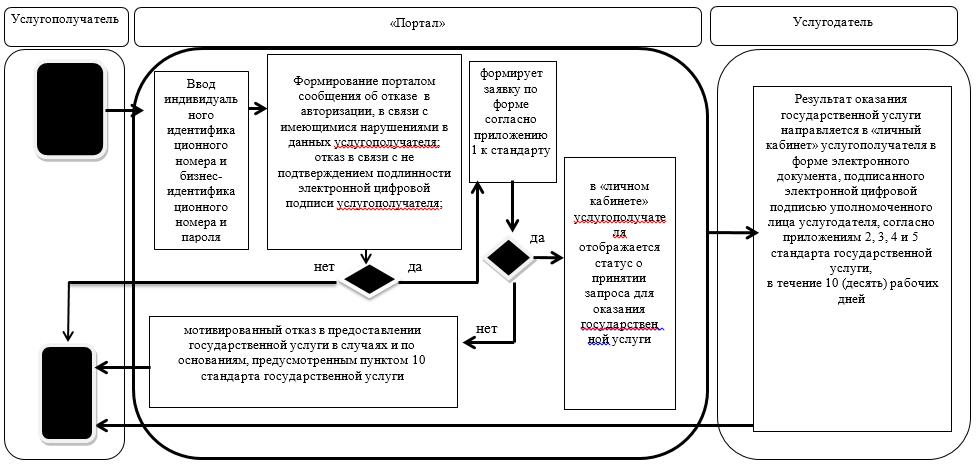 Услугополучатель
«Портал»
Услугодатель
Ввод
индивидуаль
ного
идентифика
ционного
номера и
бизнес-
идентифика
ционного
номера и
пароля
Формирование порталом
сообщения об отказе в
авторизации, в связи с
имеющимися нарушениями в
данных услугополучателя;
отказ в связи с не
подтверждением подлинности
электронной цифровой
подписи услугополучателя;
формирует
заявку по
форме
согласно
приложению
1 к стандарту
в «личном
кабинете»
услугополучате
ля
отображается
статус о
принятии
запроса для
оказания
государствен
ной услуги
Результат оказания
государственной услуги
направляется в «личный
кабинет» услугополучателя в
форме электронного
документа, подписанного
электронной цифровой
подписью уполномоченного
лица услугодателя, согласно
приложениям 2, 3, 4 и 5
стандарта государственной
услуги,
в течение 10 (десять) рабочих
дней
нет
да
да
нет
мотивированный отказ в предоставлении
государственной услуги в случаях и по
основаниям, предусмотренным пунктом 10
стандарта государственной услуги